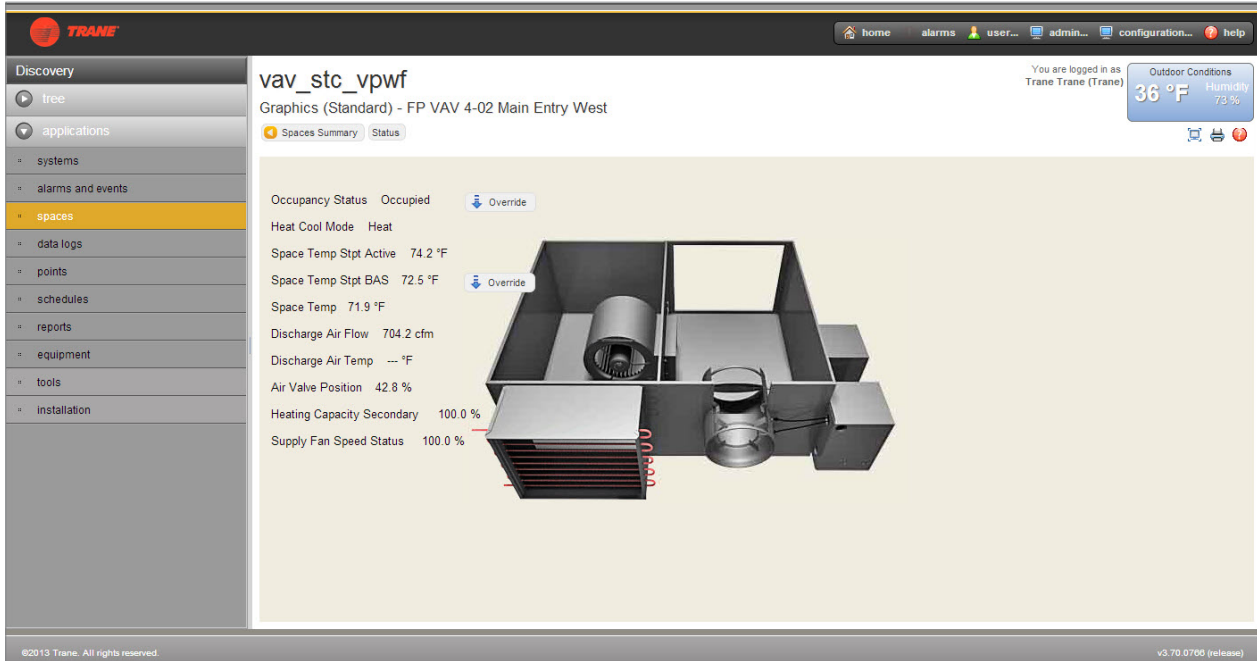 TRANE
home alarms user... admin... configuration... help
Discovery
tree
applications
systems
alarms and events
spaces
data logs
points
schedules
reports
equipment
tools
installation
vav_stc_vpwf
Graphics (Standard) - FP VAV 4-02 Main Entry West
Spaces Summary Status
You are logged in as
Trane Trane (Trane)
Outdoor Conditions
36 °F Humidity
73 %
Occupancy Status Occupied Override
Heat Cool Mode Heat
Space Temp Stpt Active 74.2 °F
Space Temp Stpt BAS 72.5 °F Override
Space Temp 71.9 °F
Discharge Air Flow 704.2 cfm
Discharge Air Temp --- °F
Air Valve Position 42.8 %
Heating Capacity Secondary 100.0 %
Supply Fan Speed Status 100.0 %
©2013 Trane. All rights reserved.
v3.70.0766 (release)